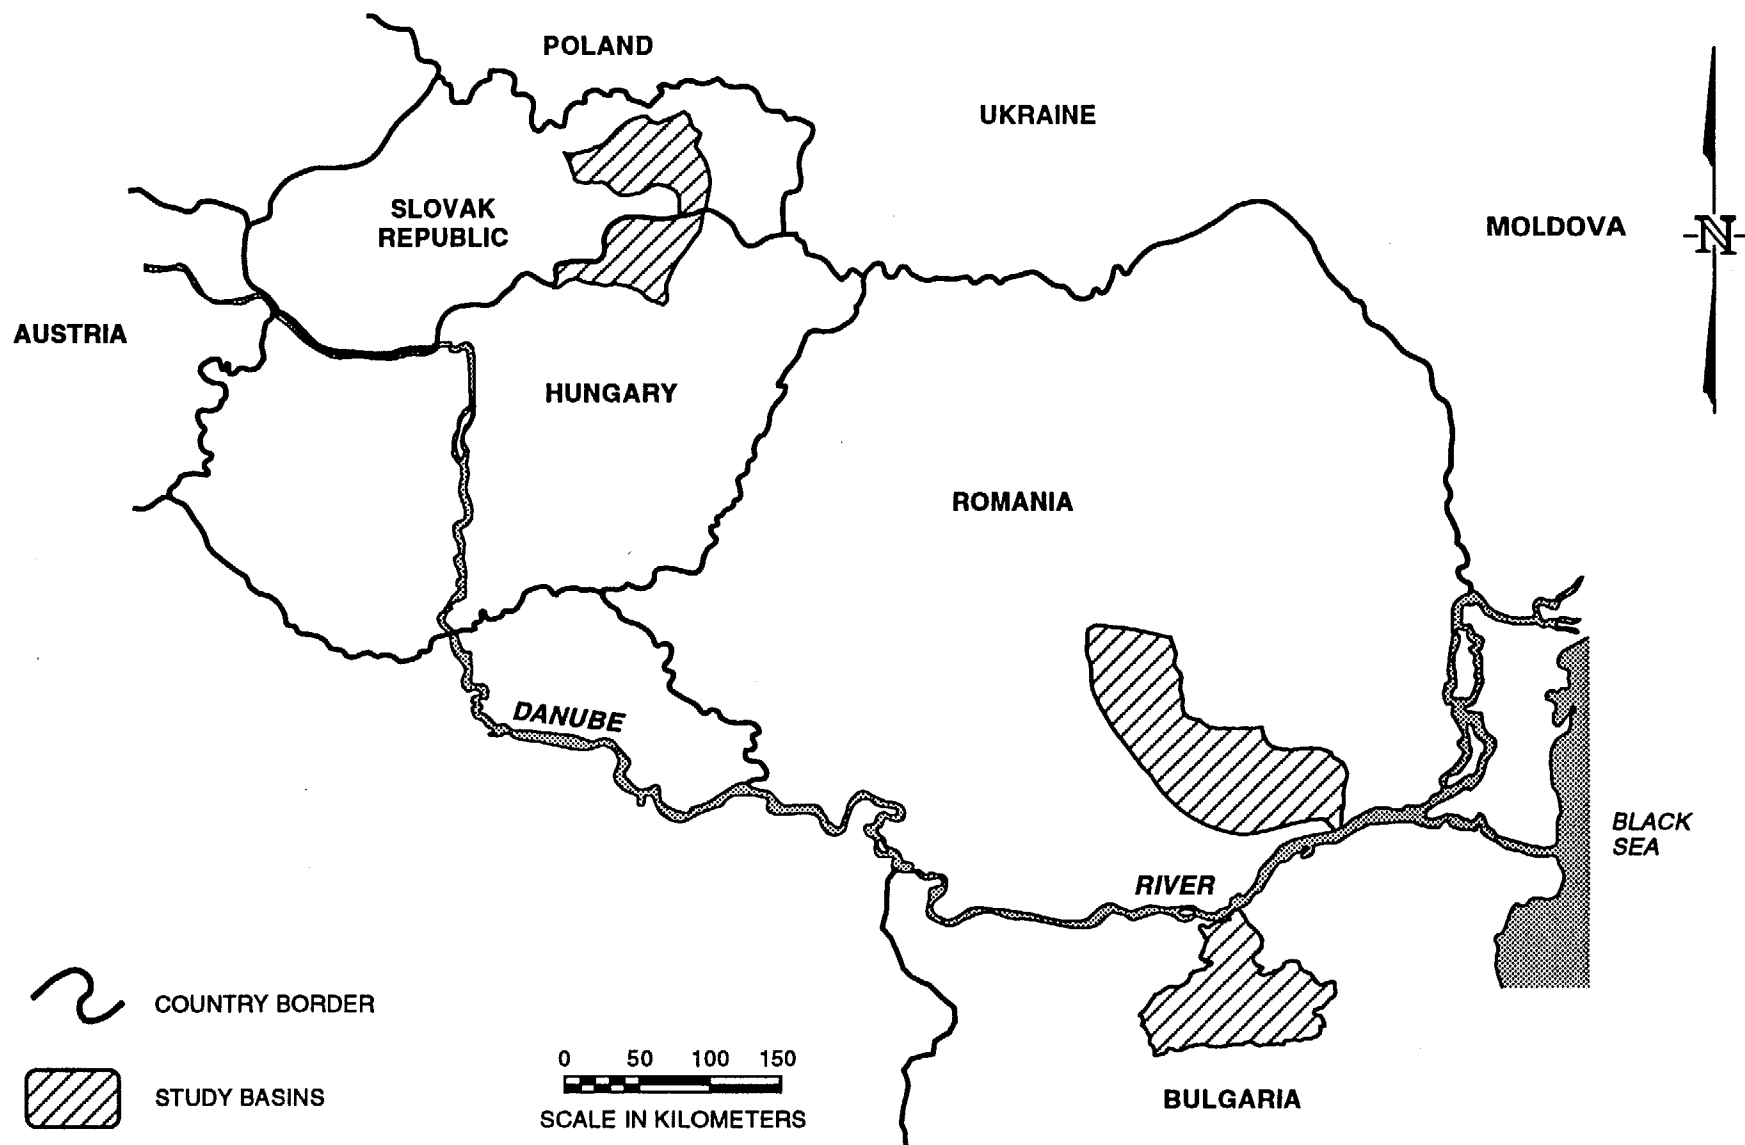 POLAND
UKRAINE
SLOVAK
REPUBLIC
MOLDOVA
N
AUSTRIA
HUNGARY
ROMANIA
DANUBE
BLACK
SEA
RIVER
COUNTRY BORDER
0 50 100 150
SCALE IN KILOMETERS
STUDY BASINS
BULGARIA